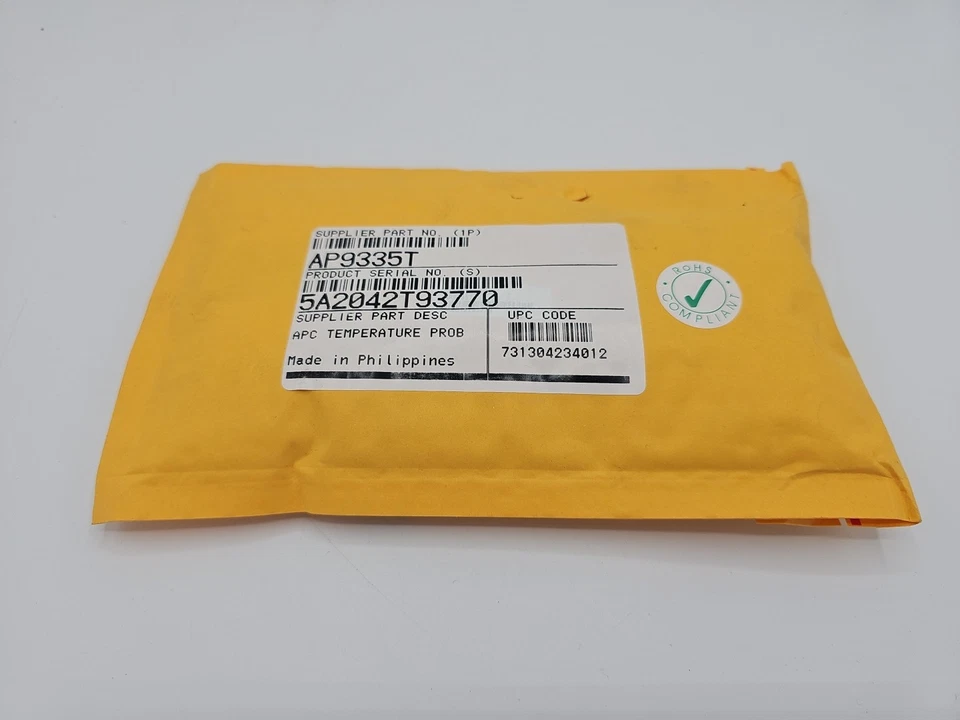 SUPPLIER PART NO. (1P)
AP9335T
PRODUCT SERIAL NO. (S)
5A2042T93770
SUPPLIER PART DESC
APC TEMPERATURE PROB
Made in Philippines
UPC CODE
731304234012
ROHS
COMPLIANT